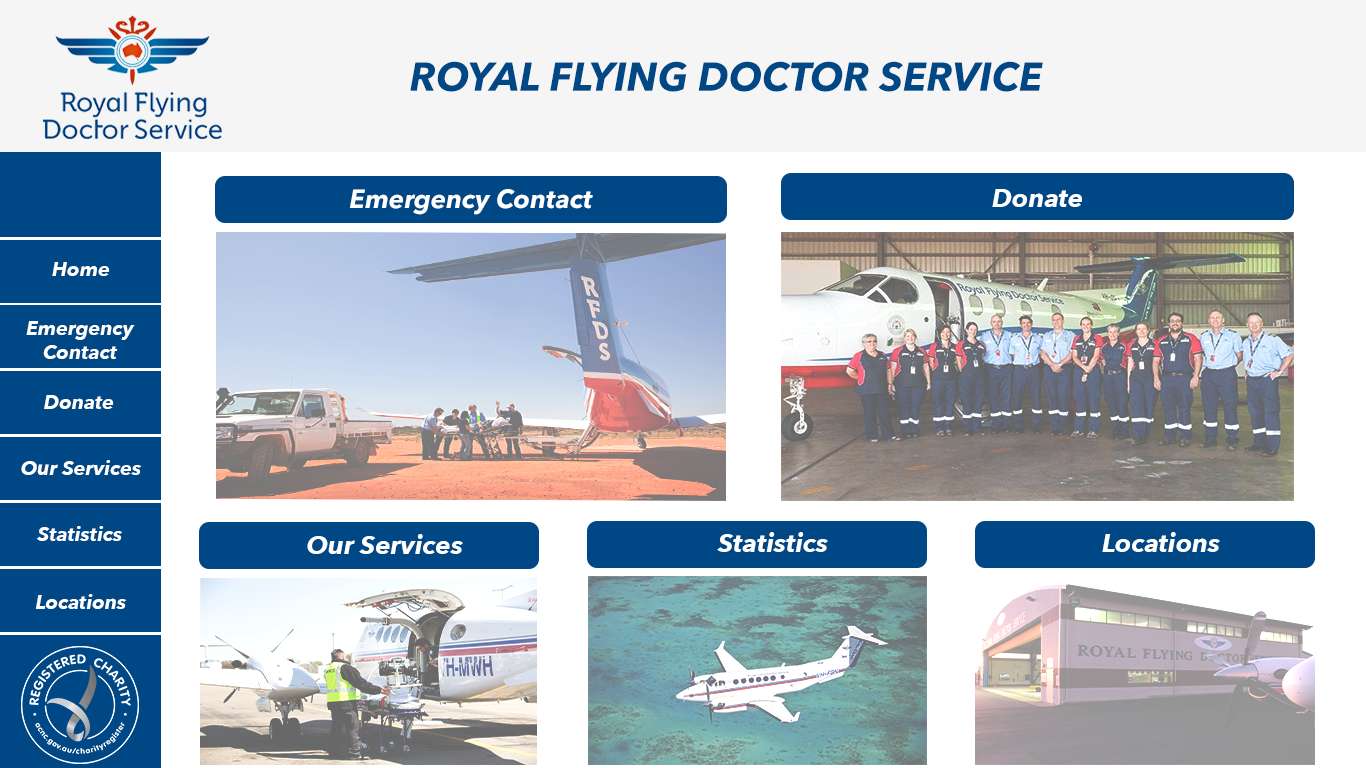 Royal Flying
Doctor Service
ROYAL FLYING DOCTOR SERVICE
Home
Emergency
Contact
Donate
Our Services
Statistics
Locations
REGISTERED CHARITY
acnc.gov.au/charityregister
Emergency Contact
RFDS
Donate
Royal Flying Doctor Service
Our Services
VH-MWH
Statistics
Locations
ROYAL FLYING DOCTOR